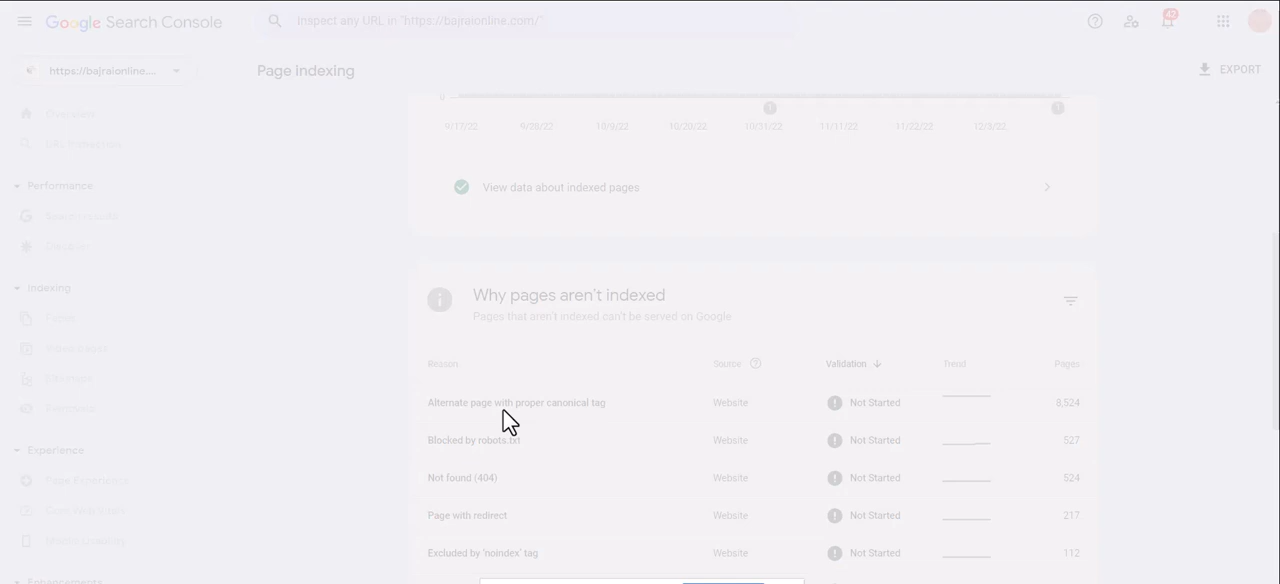 Google Search Console
Inspect any URL in "https://bajraionline.com/"
42
https://bajraionline....
Page indexing
EXPORT
Overview
URL inspection
Performance
Search results
Discover
Indexing
Pages
Video pages
Sitemaps
Removals
Experience
Page Experience
Core Web Vitals
Mobile Usability
Enhancements
0
9/17/22 9/28/22 10/9/22 10/20/22 10/31/22 11/11/22 11/22/22 12/3/22
View data about indexed pages
Why pages aren't indexed
Pages that aren't indexed can't be served on Google
Reason Source Validation Trend Pages
Alternate page with proper canonical tag Website Not Started 8,524
Blocked by robots.txt Website Not Started 527
Not found (404) Website Not Started 524
Page with redirect Website Not Started 217
Excluded by 'noindex' tag Website Not Started 112